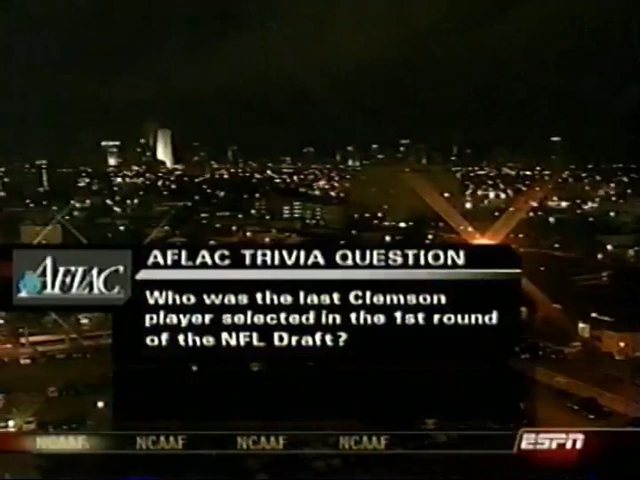 AFLAC TRIVIA QUESTION
AFLAC
Who was the last Clemson
player selected in the 1st round
of the NFL Draft?
NCAAF NCAAF NCAAF NCAAF
ESPN